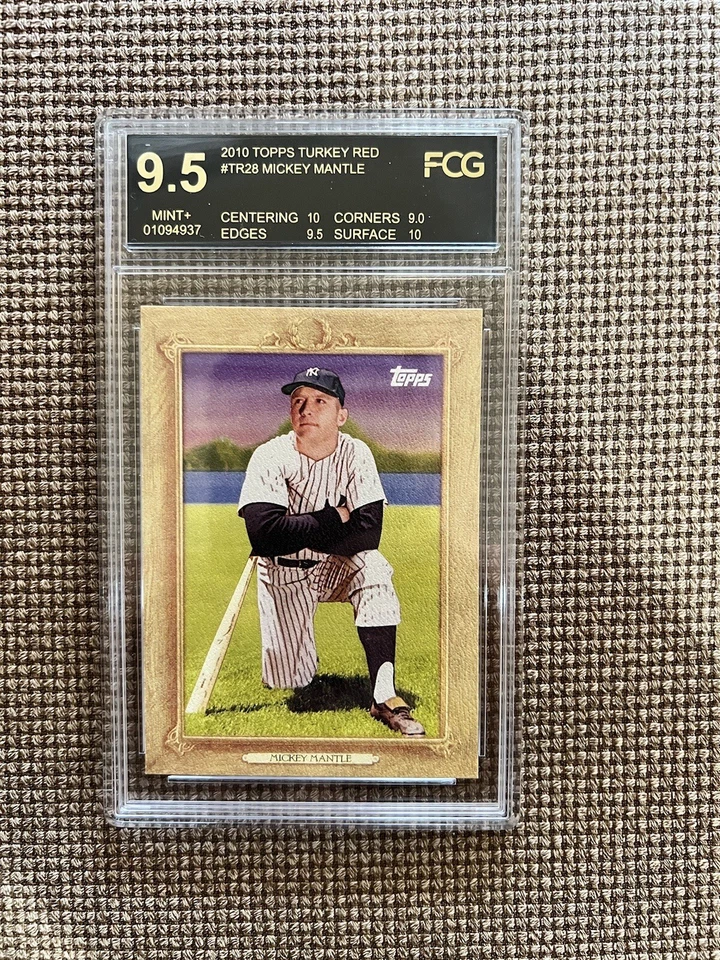 9.5
MINT+
01094937
2010 TOPPS TURKEY RED
#TR28 MICKEY MANTLE
CENTERING 10 CORNERS 9.0
EDGES 9.5 SURFACE 10
FCG
NY
topps
MICKEY MANTLE